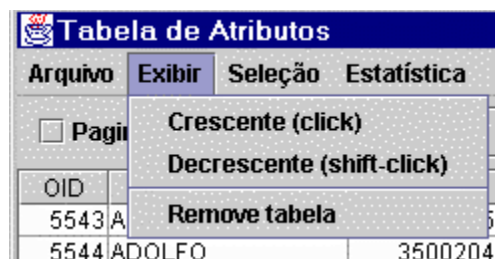 Tabela de Atributos
Arquivo Exibir Seleção Estatística
Crescente (click)
Decrescente (shift-click)
Remove tabela
OID
5543 A
5544 ADOLFO 3500204